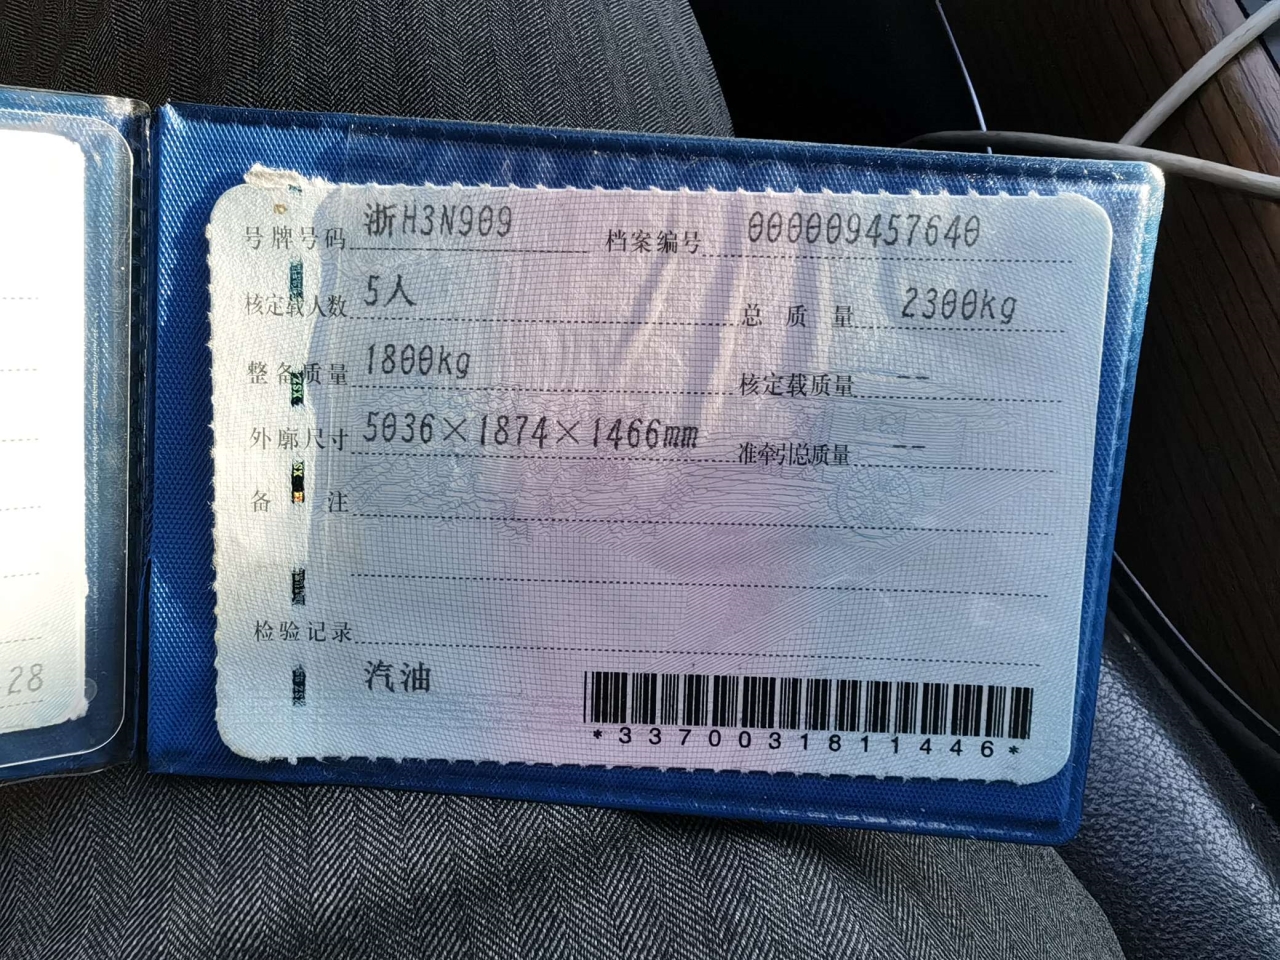 号牌号码 浙H3N909 档案编号 000009457640
核定载人数 5人 总质量 2300kg
整备质量 1800kg 核定载质量 --
外廓尺寸 5036×1874×1466mm 准牵引总质量 --
备注
检验记录
汽油
*3370031811446*
28